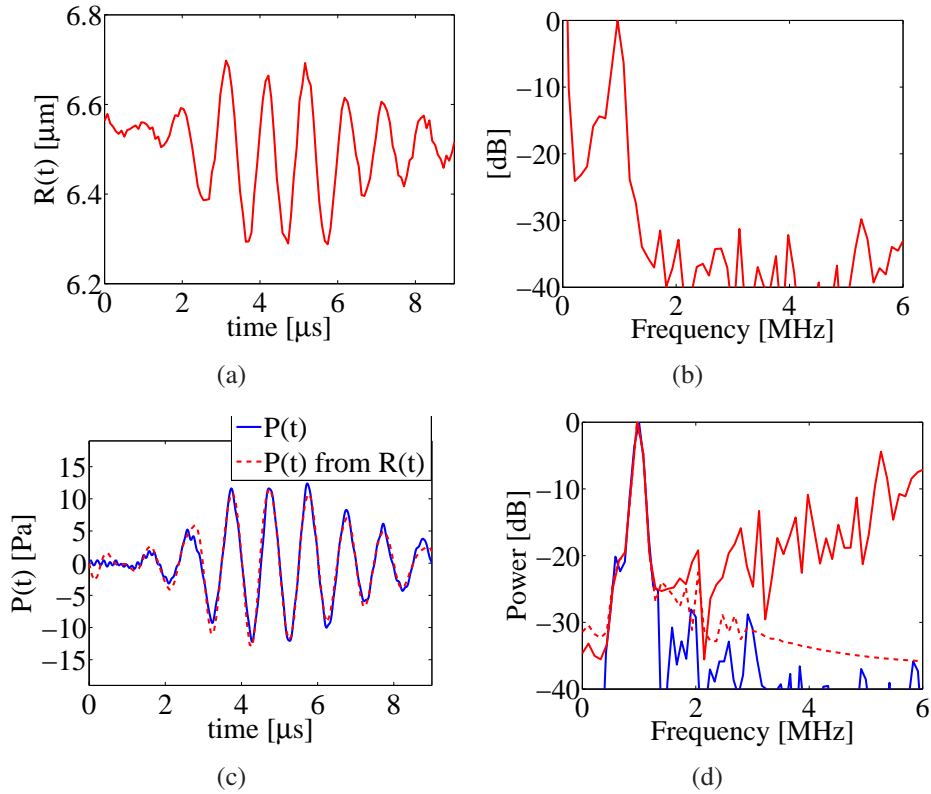 6.8
6.6
6.4
6.2
R(t) [μm]
0 2 4 6 8
time [μs]
(a)
0
−10
−20
−30
−40
[dB]
0 2 4 6
Frequency [MHz]
(b)
P(t)
P(t) from R(t)
15
10
5
0
−5
−10
−15
P(t) [Pa]
0 2 4 6 8
time [μs]
(c)
0
−10
−20
−30
−40
Power [dB]
0 2 4 6
Frequency [MHz]
(d)